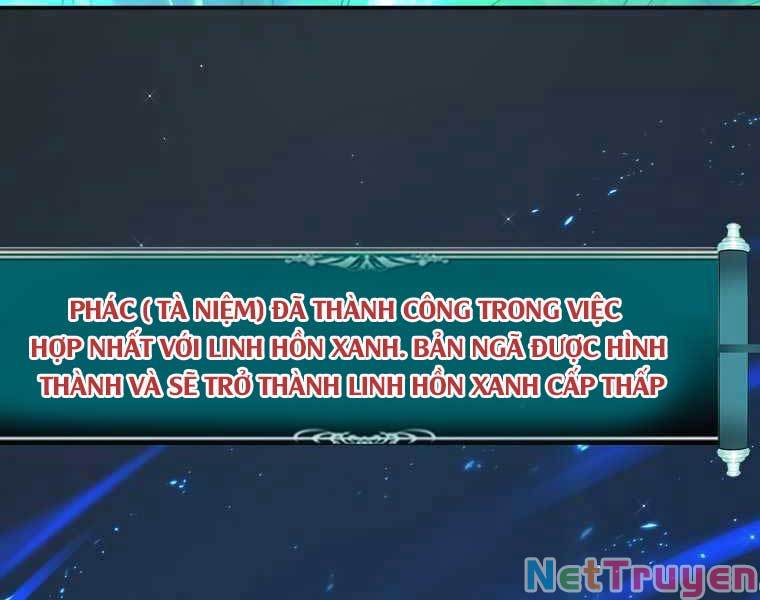 PHÁC ( TÀ NIỆM) ĐÃ THÀNH CÔNG TRONG VIỆC
HỢP NHẤT VỚI LINH HỒN XANH. BẢN NGÃ ĐƯỢC HÌNH
THÀNH VÀ SẼ TRỞ THÀNH LINH HỒN XANH CẤP THẤP
NetTruyen